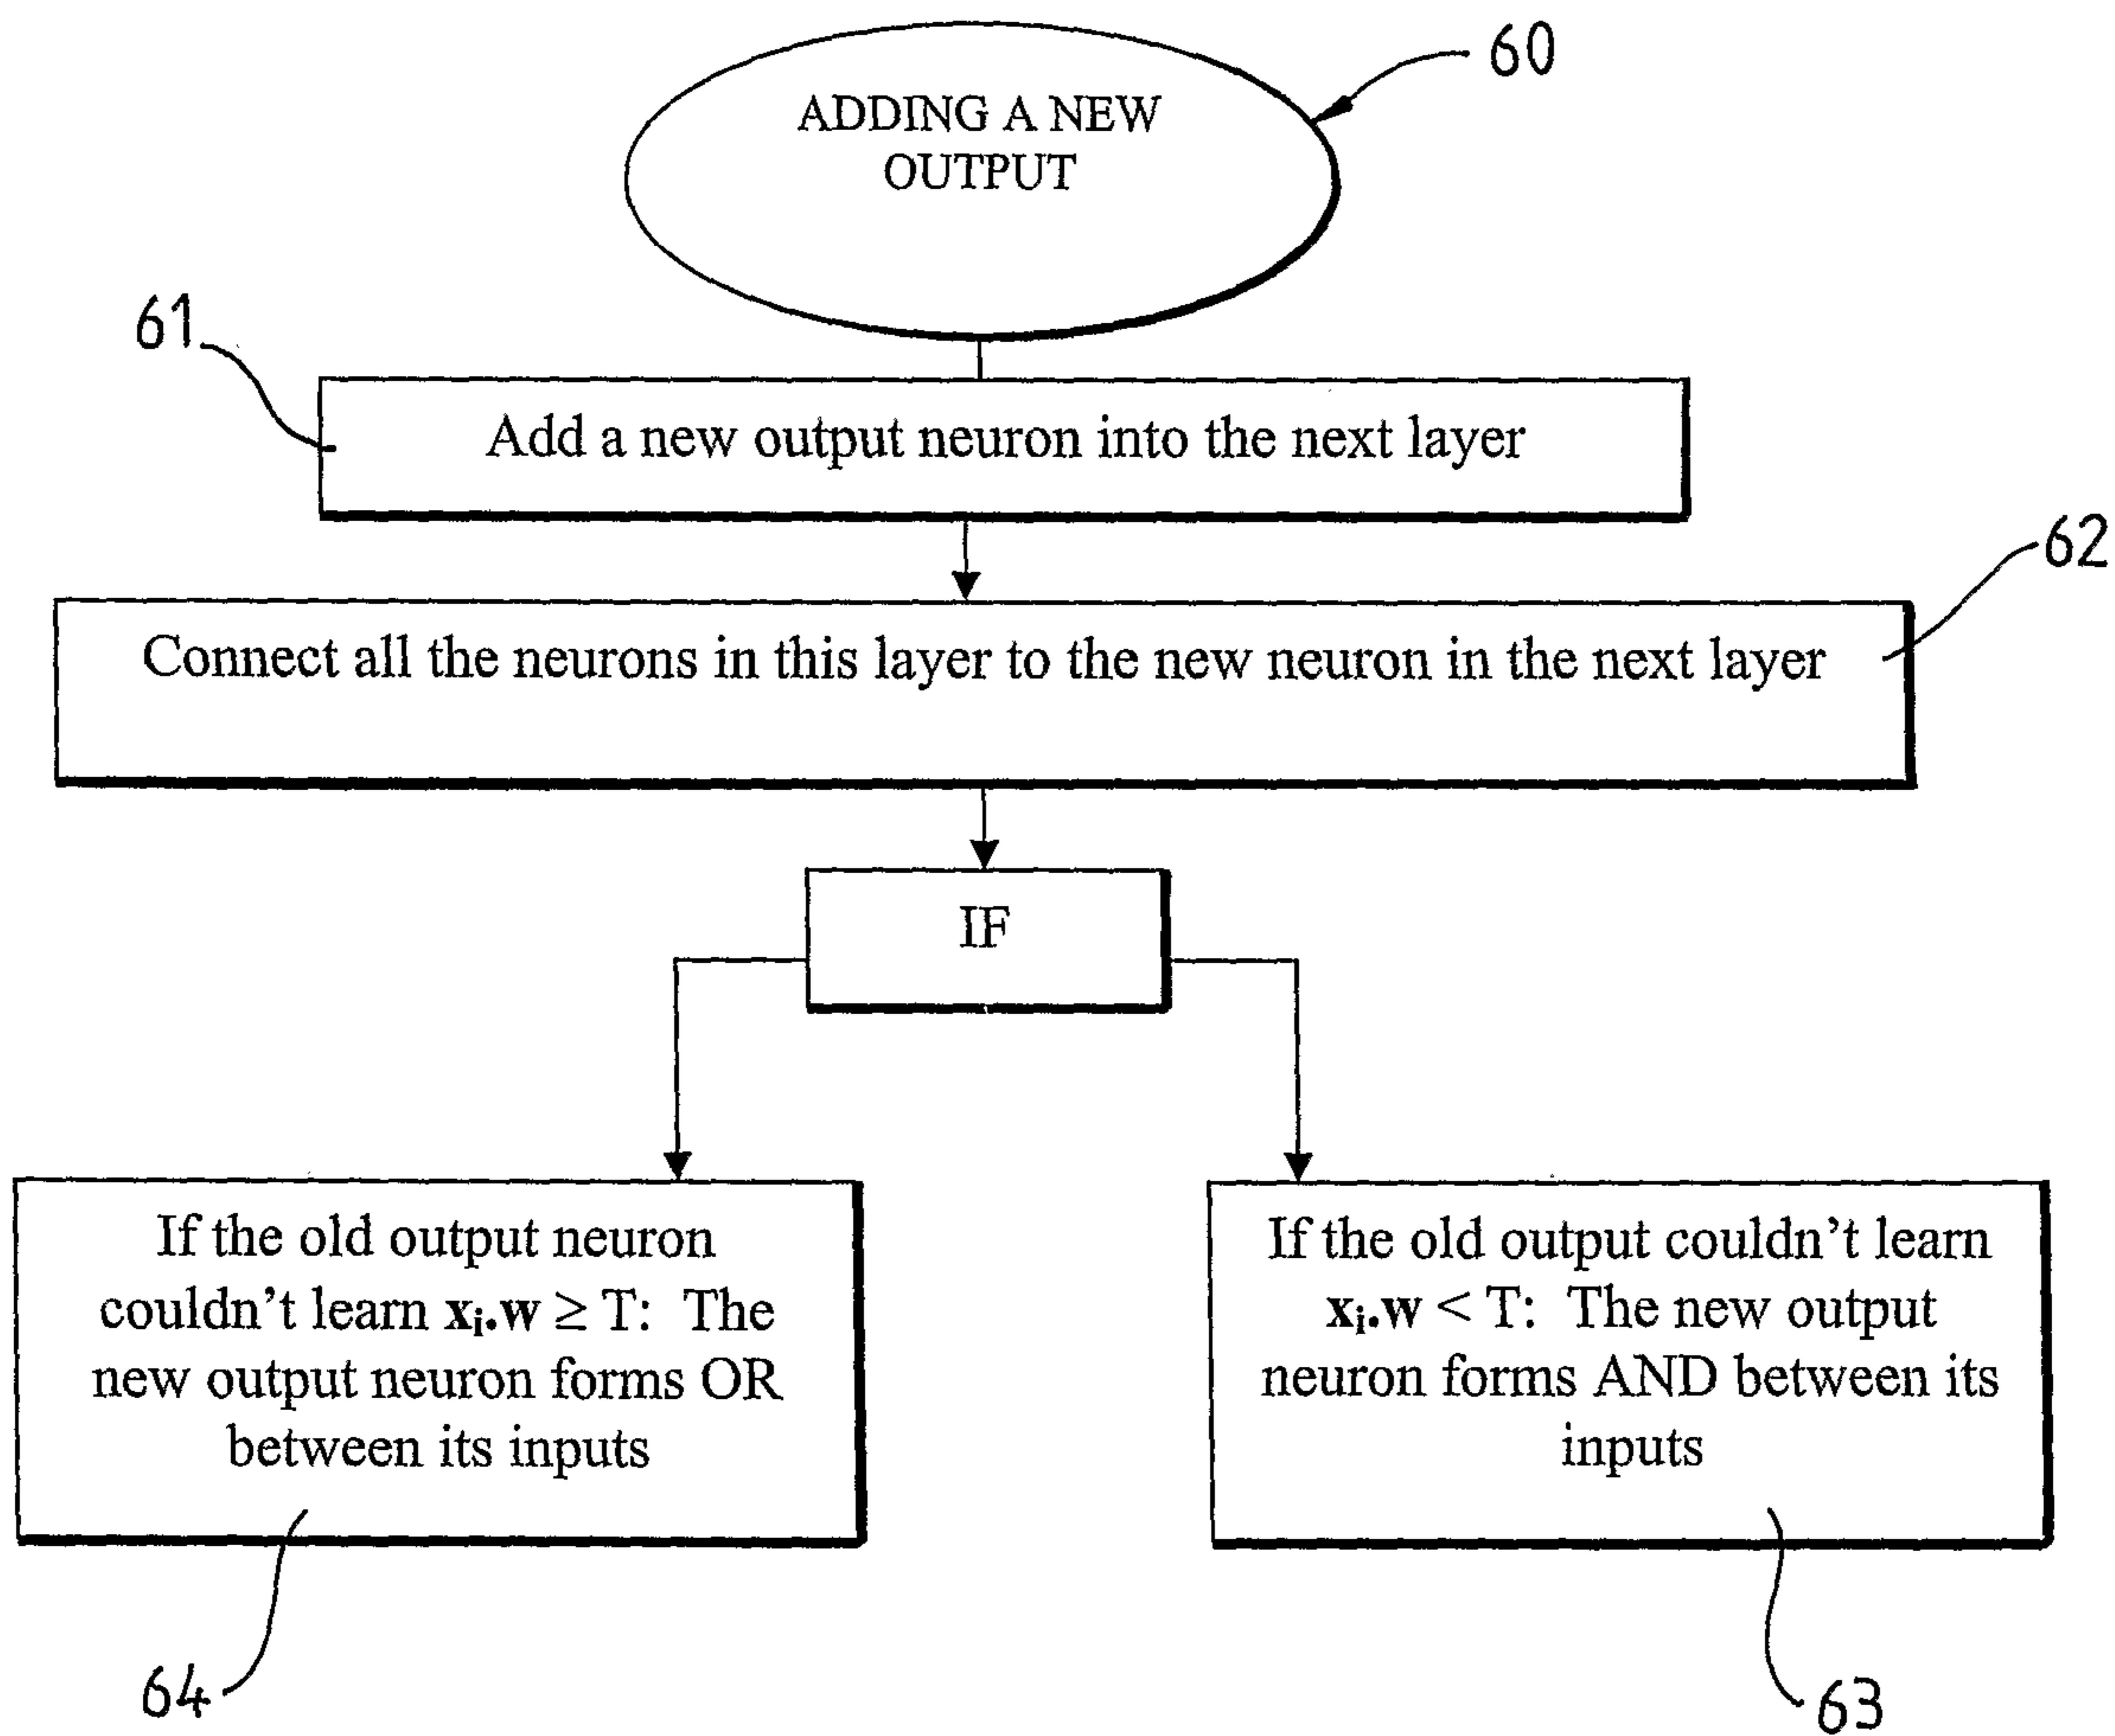 60
ADDING A NEW
OUTPUT
61
Add a new output neuron into the next layer
62
Connect all the neurons in this layer to the new neuron in the next layer
IF
If the old output neuron
couldn’t learn xi.w ≥ T: The
new output neuron forms OR
between its inputs
64
If the old output couldn’t learn
xi.w < T: The new output
neuron forms AND between its
inputs
63